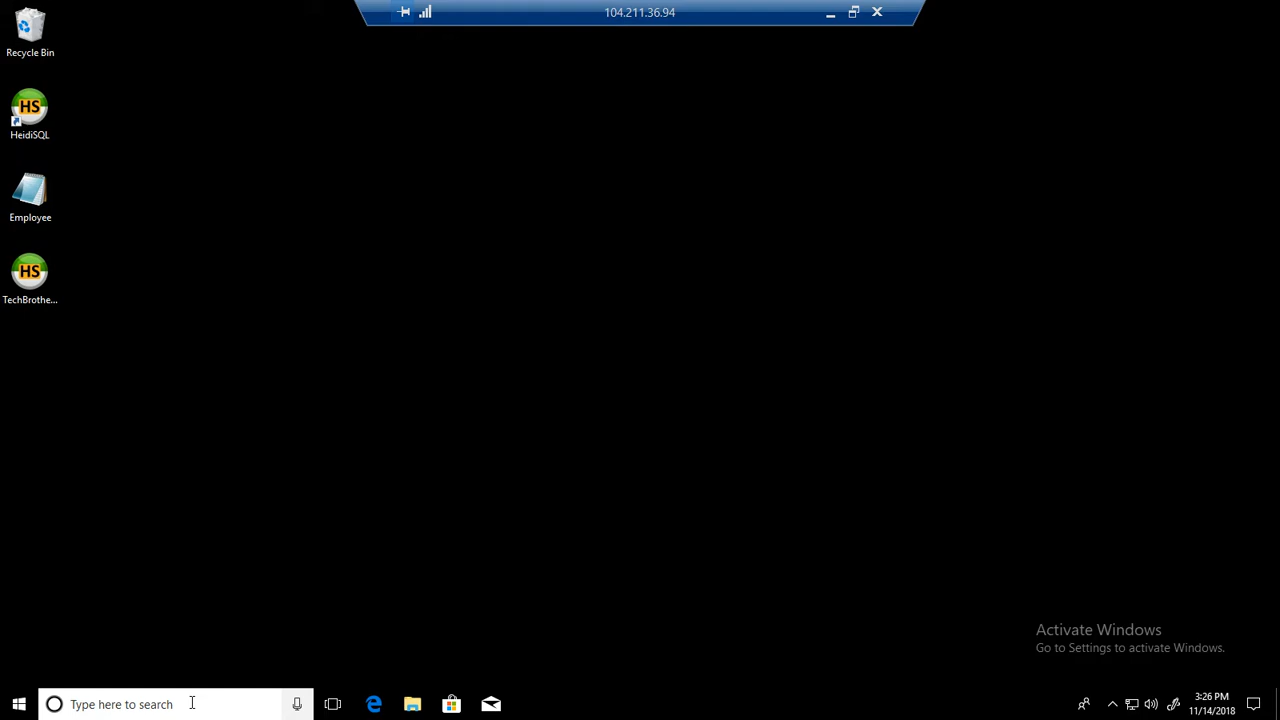 104.211.36.94
Recycle Bin
HS
HeidiSQL
Employee
HS
TechBrothe...
Activate Windows
Go to Settings to activate Windows.
Type here to search
3:26 PM
11/14/2018